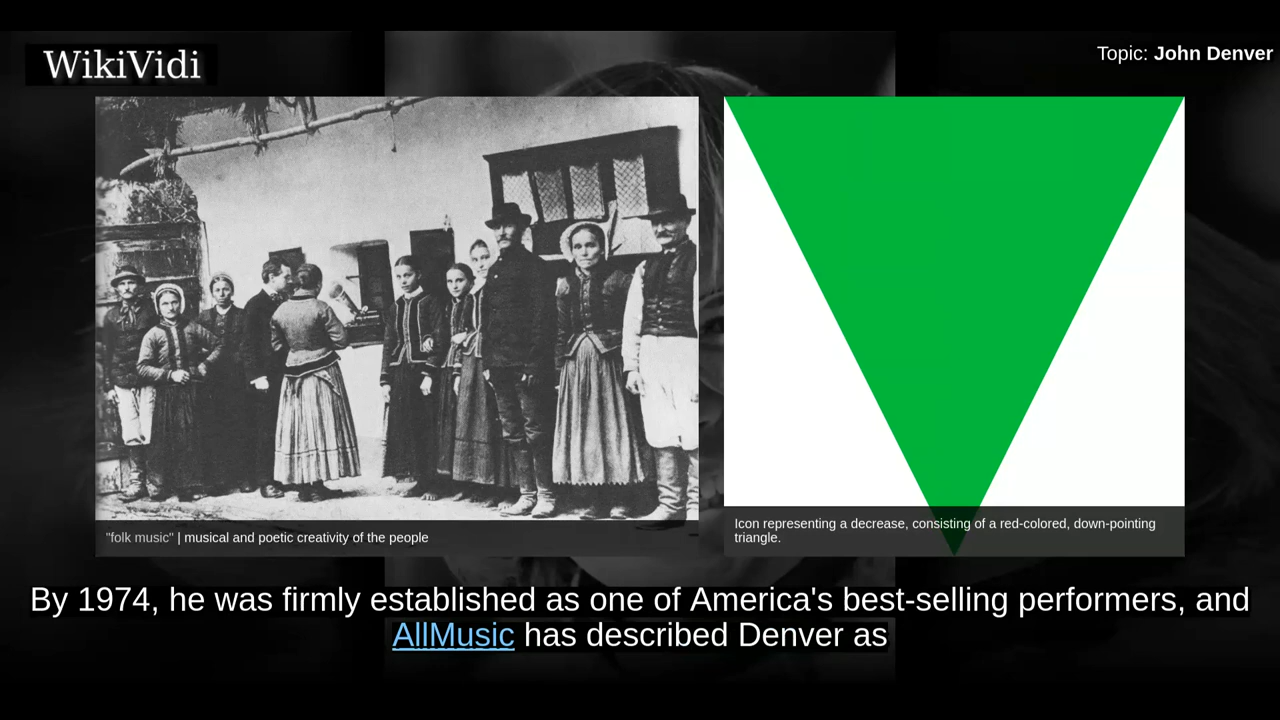 WikiVidi
Topic: John Denver
"folk music" | musical and poetic creativity of the people
Icon representing a decrease, consisting of a red-colored, down-pointing
triangle.
By 1974, he was firmly established as one of America's best-selling performers, and
AllMusic has described Denver as